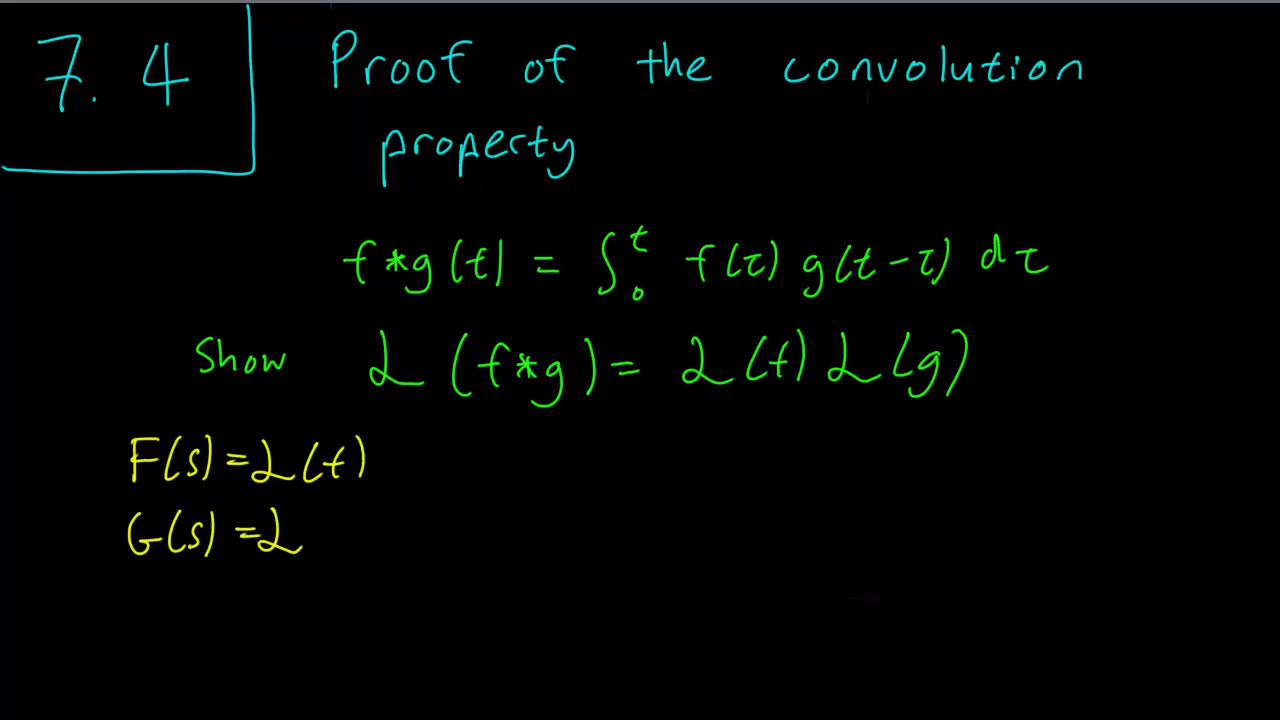 7.4 Proof of the convolution
property
f*g(t) = ∫₀ᵗ f(τ) g(t-τ) dτ
Show ℒ(f*g) = ℒ(f) ℒ(g)
F(s) = ℒ(f)
G(s) = ℒ